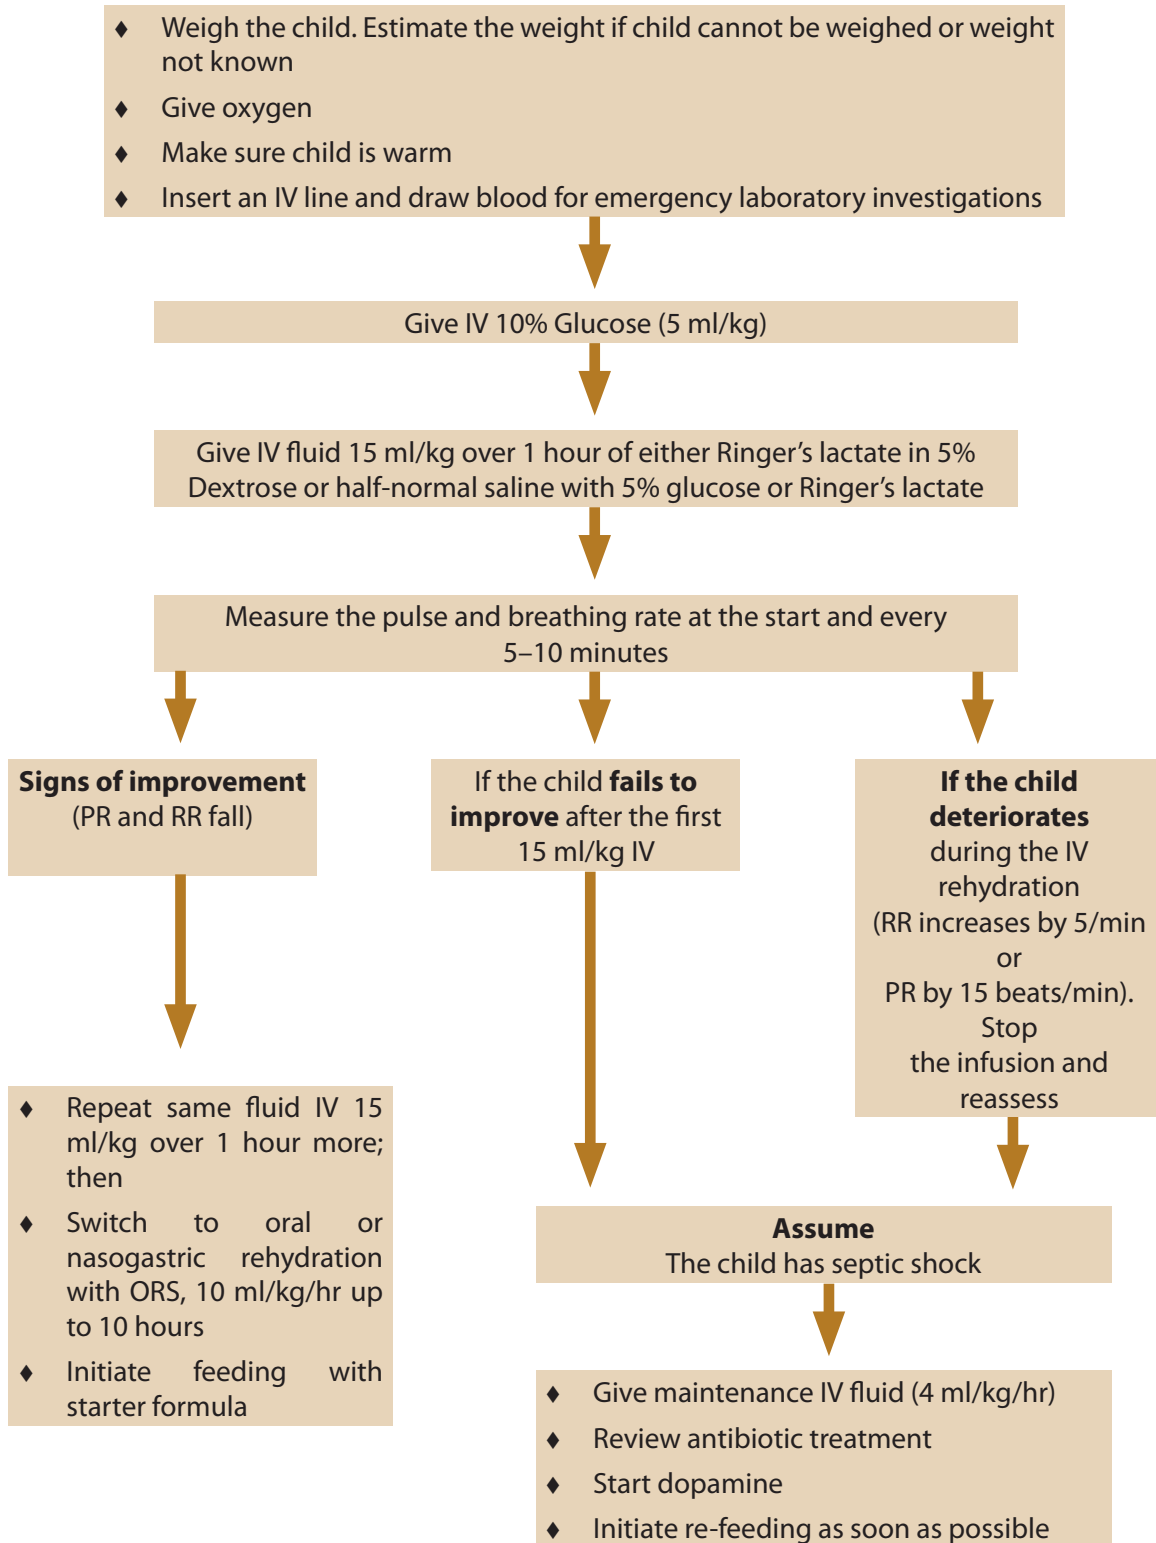 ♦ Weigh the child. Estimate the weight if child cannot be weighed or weight
not known
♦ Give oxygen
♦ Make sure child is warm
♦ Insert an IV line and draw blood for emergency laboratory investigations
Give IV 10% Glucose (5 ml/kg)
Give IV fluid 15 ml/kg over 1 hour of either Ringer’s lactate in 5%
Dextrose or half-normal saline with 5% glucose or Ringer’s lactate
Measure the pulse and breathing rate at the start and every
5–10 minutes
Signs of improvement
(PR and RR fall)
If the child fails to
improve after the first
15 ml/kg IV
If the child
deteriorates
during the IV
rehydration
(RR increases by 5/min
or
PR by 15 beats/min).
Stop
the infusion and
reassess
♦ Repeat same fluid IV 15
ml/kg over 1 hour more;
then
♦ Switch to oral or
nasogastric rehydration
with ORS, 10 ml/kg/hr up
to 10 hours
♦ Initiate feeding with
starter formula
Assume
The child has septic shock
♦ Give maintenance IV fluid (4 ml/kg/hr)
♦ Review antibiotic treatment
♦ Start dopamine
♦ Initiate re-feeding as soon as possible